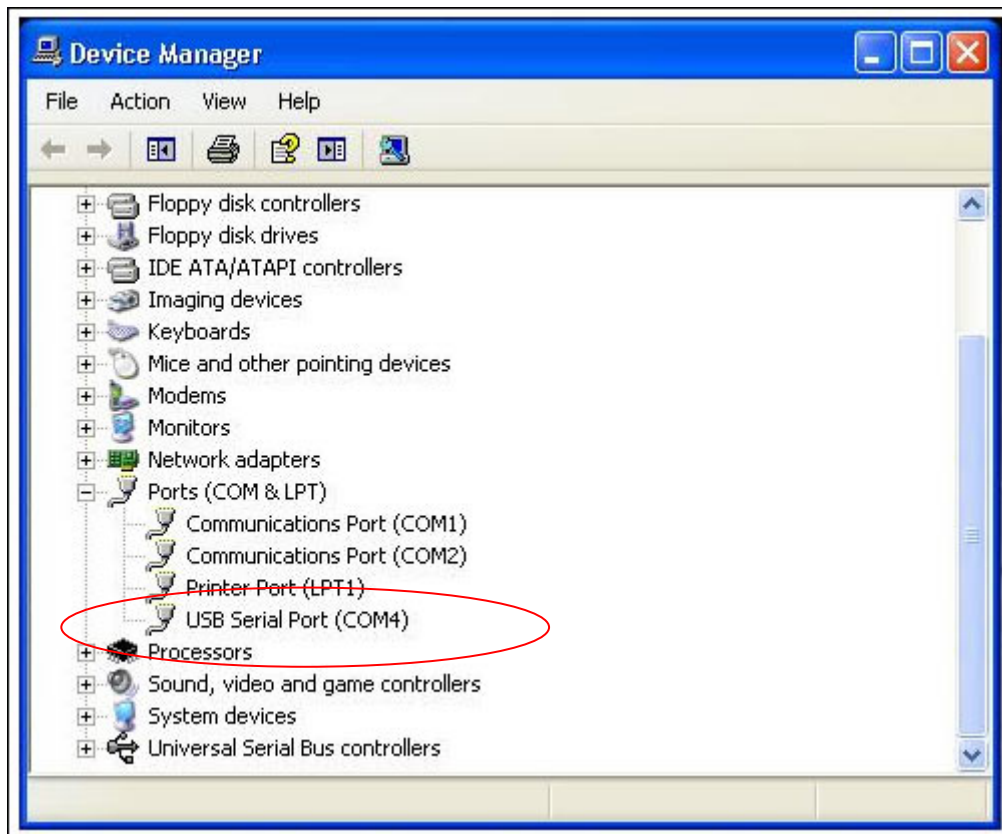 Device Manager
File Action View Help
Floppy disk controllers
Floppy disk drives
IDE ATA/ATAPI controllers
Imaging devices
Keyboards
Mice and other pointing devices
Modems
Monitors
Network adapters
Ports (COM & LPT)
Communications Port (COM1)
Communications Port (COM2)
Printer Port (LPT1)
USB Serial Port (COM4)
Processors
Sound, video and game controllers
System devices
Universal Serial Bus controllers